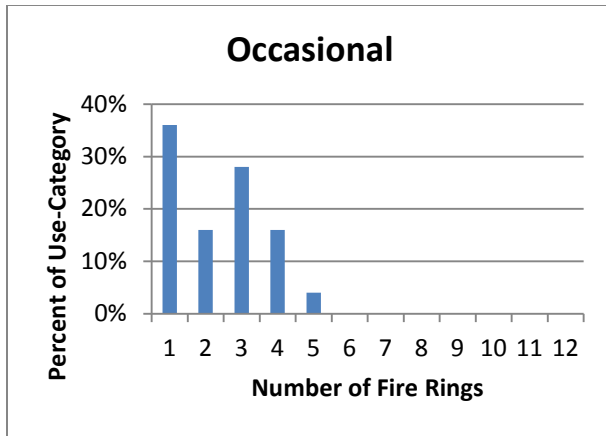 Occasional
Percent of Use-Category
40%
30%
20%
10%
0%
1 2 3 4 5 6 7 8 9 10 11 12
Number of Fire Rings